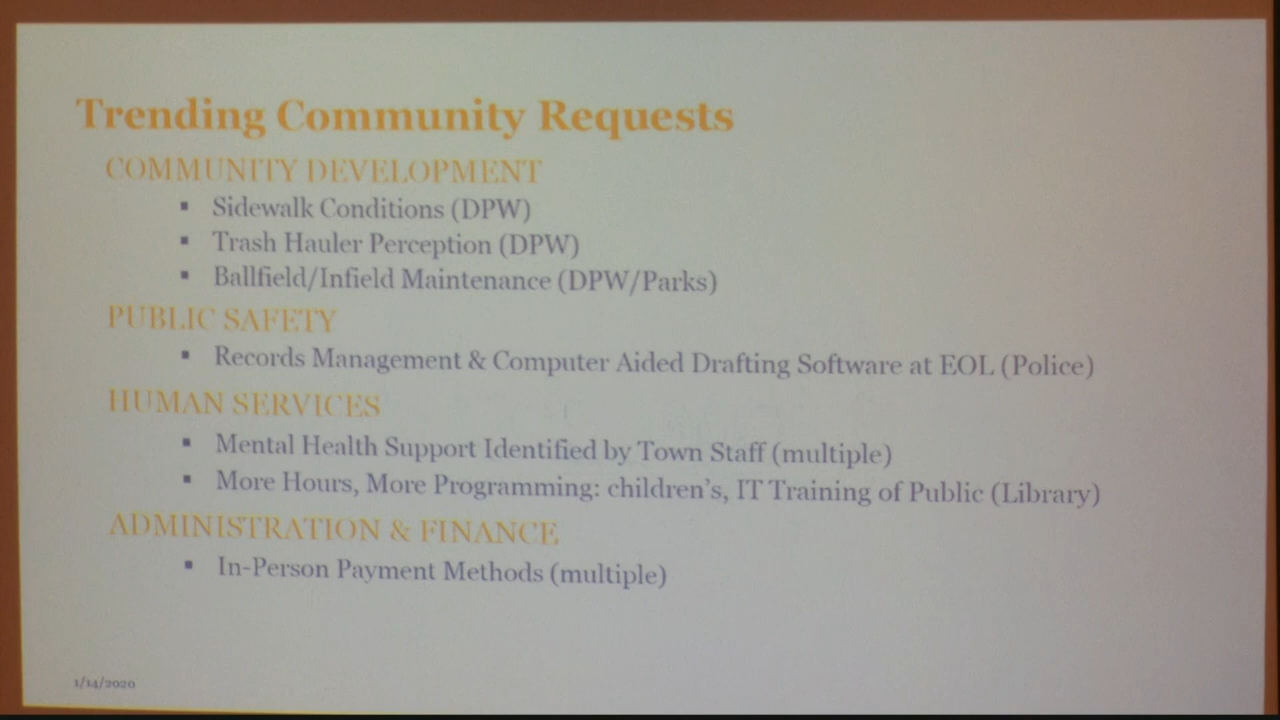 Trending Community Requests
COMMUNITY DEVELOPMENT
▪ Sidewalk Conditions (DPW)
▪ Trash Hauler Perception (DPW)
▪ Ballfield/Infield Maintenance (DPW/Parks)
PUBLIC SAFETY
▪ Records Management & Computer Aided Drafting Software at EOL (Police)
HUMAN SERVICES
▪ Mental Health Support Identified by Town Staff (multiple)
▪ More Hours, More Programming: children's, IT Training of Public (Library)
ADMINISTRATION & FINANCE
▪ In-Person Payment Methods (multiple)
1/14/2020